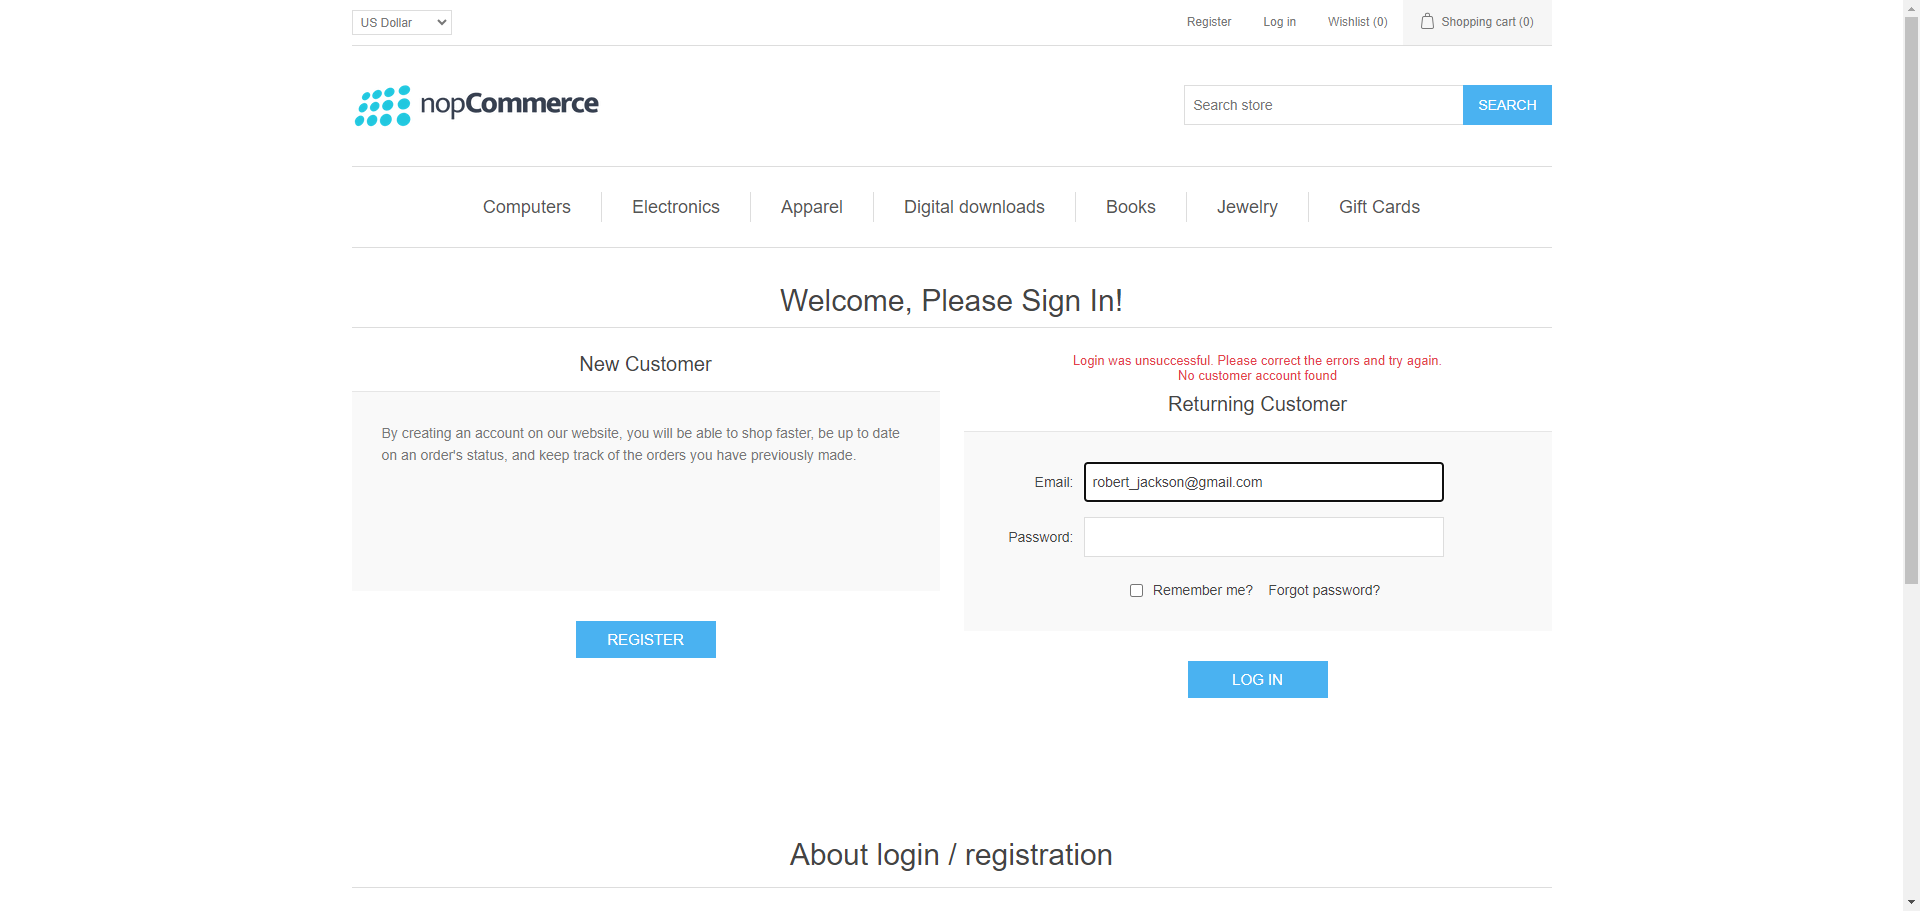 US Dollar
Register
Log in
Wishlist (0)
Shopping cart (0)
nopCommerce
Search store
SEARCH
Computers
Electronics
Apparel
Digital downloads
Books
Jewelry
Gift Cards
Welcome, Please Sign In!
New Customer
By creating an account on our website, you will be able to shop faster, be up to date
on an order's status, and keep track of the orders you have previously made.
REGISTER
Login was unsuccessful. Please correct the errors and try again.
No customer account found
Returning Customer
Email:
robert_jackson@gmail.com
Password:
Remember me?
Forgot password?
LOG IN
About login / registration